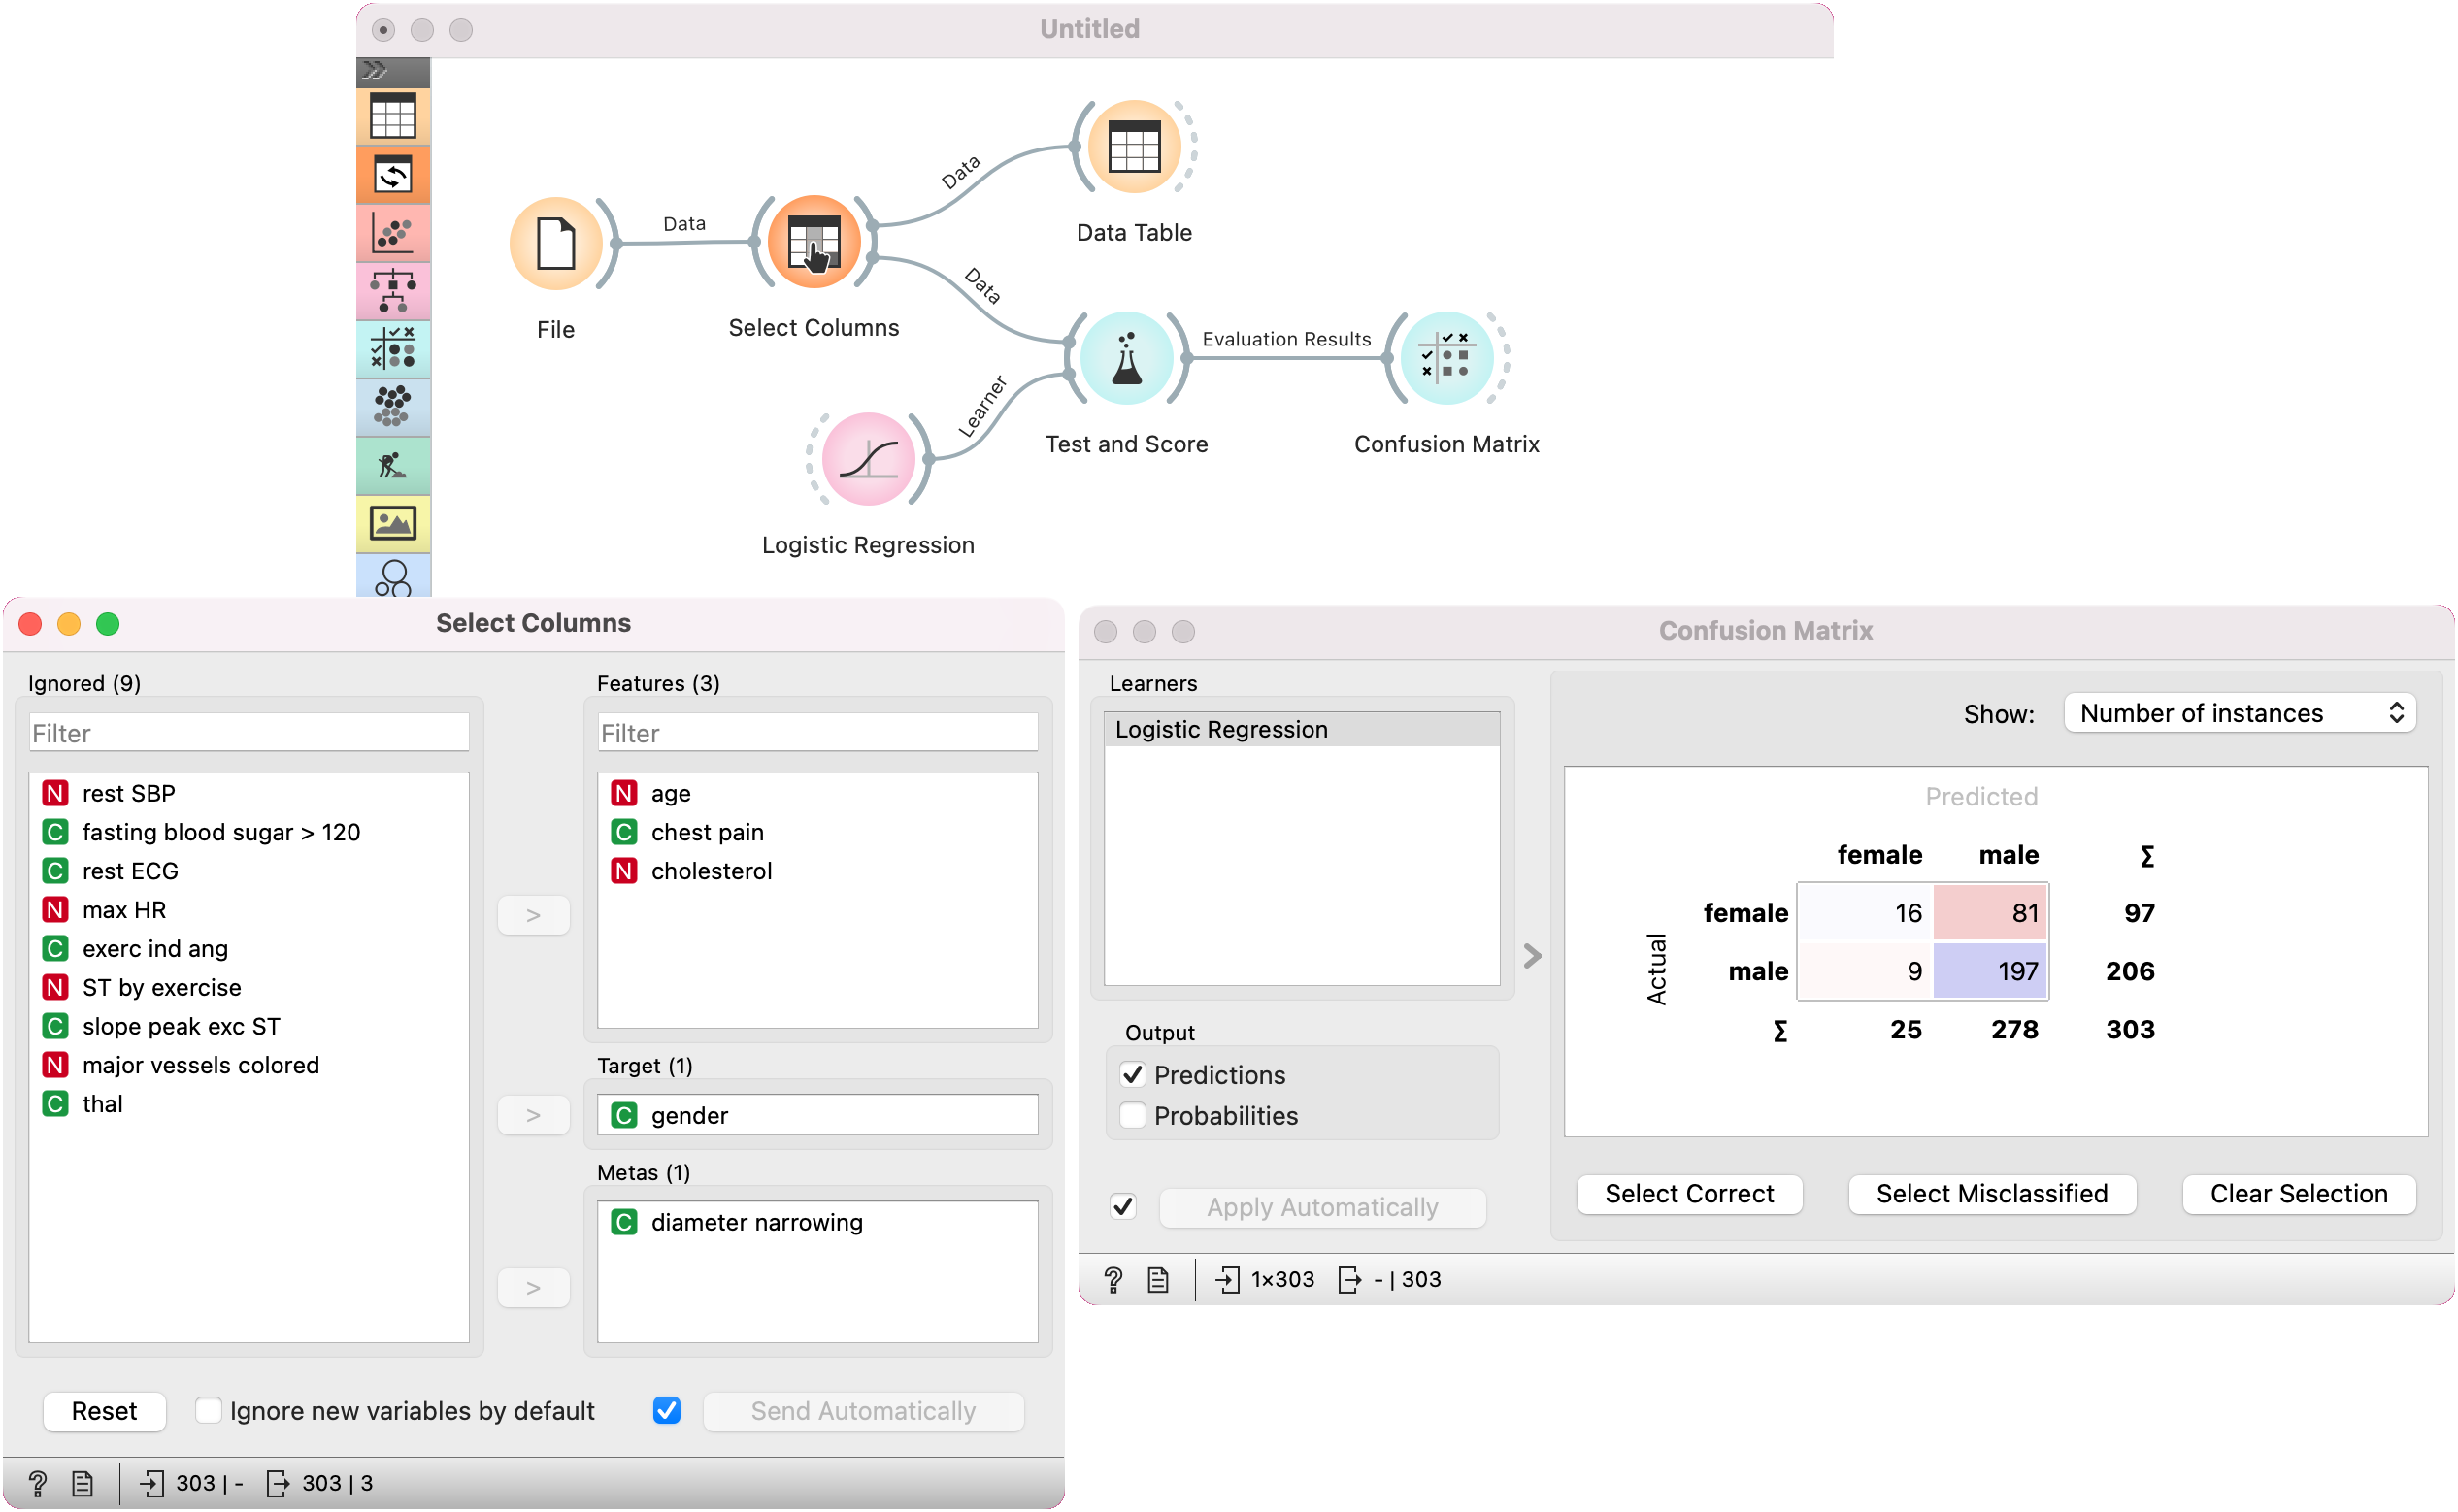 Untitled
Data
Data
Data
Learner
Evaluation Results
File
Select Columns
Data Table
Test and Score
Confusion Matrix
Logistic Regression
Select Columns
Ignored (9)
Filter
N rest SBP
C fasting blood sugar > 120
C rest ECG
N max HR
C exerc ind ang
N ST by exercise
C slope peak exc ST
N major vessels colored
C thal
>
>
>
Features (3)
Filter
N age
C chest pain
N cholesterol
Target (1)
C gender
Metas (1)
C diameter narrowing
Reset
Ignore new variables by default
Send Automatically
? 303 | - 303 | 3
Confusion Matrix
Learners
Logistic Regression
Output
Predictions
Probabilities
Apply Automatically
Show: Number of instances
Predicted
female male Σ
Actual
female 16 81 97
male 9 197 206
Σ 25 278 303
Select Correct
Select Misclassified
Clear Selection
? 1×303 - | 303